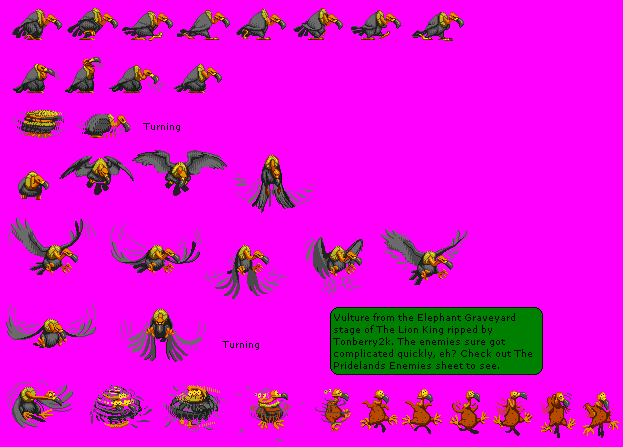 Turning
Turning
Vulture from the Elephant Graveyard
stage of The Lion King ripped by
Tonberry2k. The enemies sure got
complicated quickly, eh? Check out The
Pridelands Enemies sheet to see.